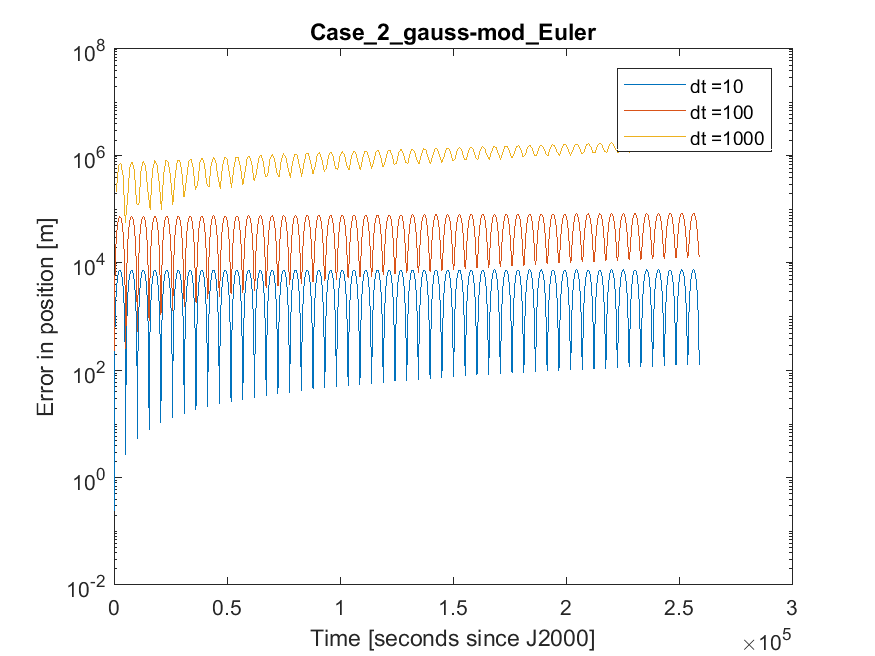 Case_2_gauss-mod_Euler
10^8
10^6
10^4
10^2
10^0
10^-2
Error in position [m]
dt =10
dt =100
dt =1000
0 0.5 1 1.5 2 2.5 3
Time [seconds since J2000]
×10^5